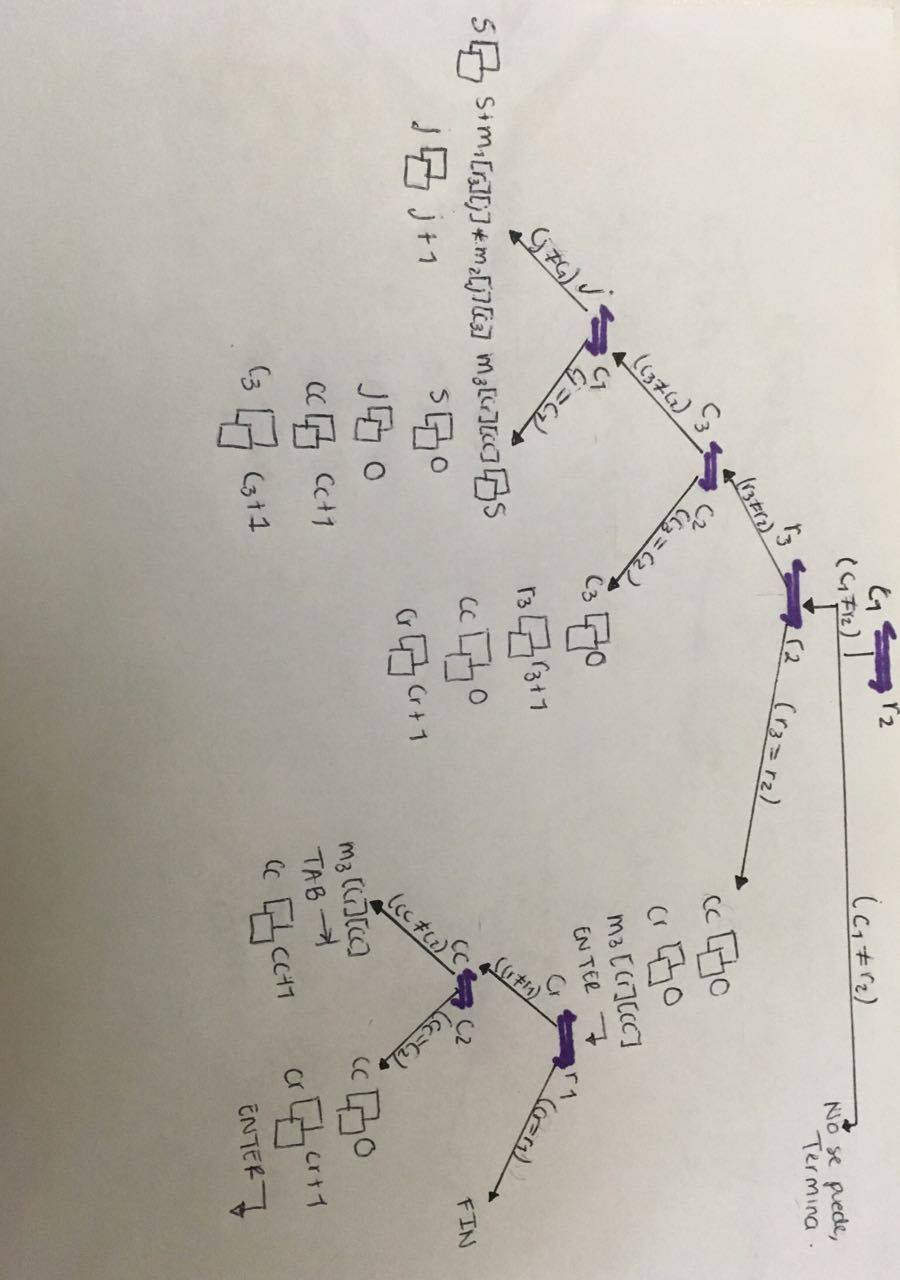 C1 r2
(C1≠r2) (C1≠r2) No se puede,
Termina.
r3 r2
(r3≠r2) (r3=r2)
CC 0
Cr 0
m3[Cr][CC]
ENTER
C3 C2
(C3≠C2) (C3=C2)
C3 0
r3 r3+1
CC 0
Cr Cr+1
j C1
(j≠C1)
S S+m1[r3][j]*m2[j][C3]
j j+1
m3[Cr][CC] S
S 0
J 0
CC CC+1
C3 C3+1
Cr r1
(Cr≠r1) (Cr=r1) FIN
CC C2
(CC≠C2)
m3[Cr][CC]
TAB
CC CC+1
CC 0
Cr Cr+1
ENTER